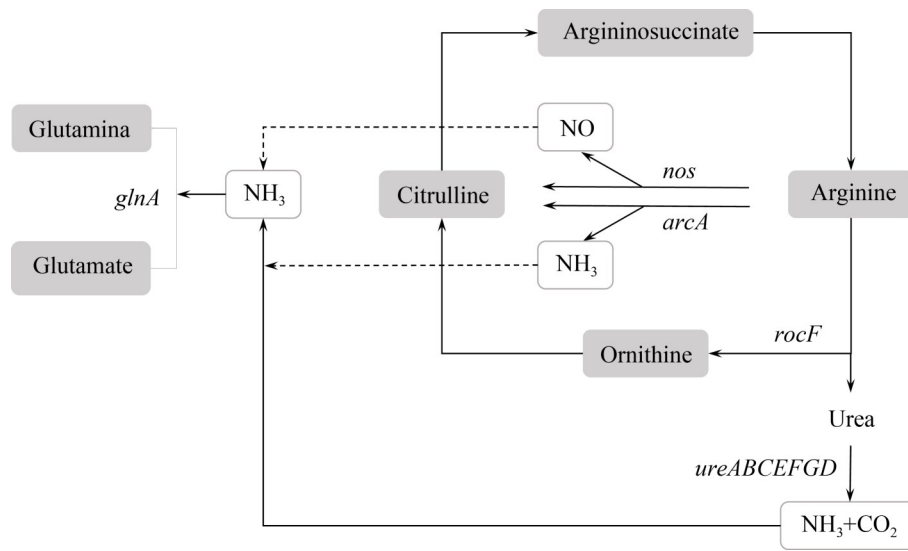 Argininosuccinate
Glutamina
NO
nos
glnA
NH₃
Citrulline
Arginine
arcA
Glutamate
NH₃
rocF
Ornithine
Urea
ureABCEFGD
NH₃+CO₂